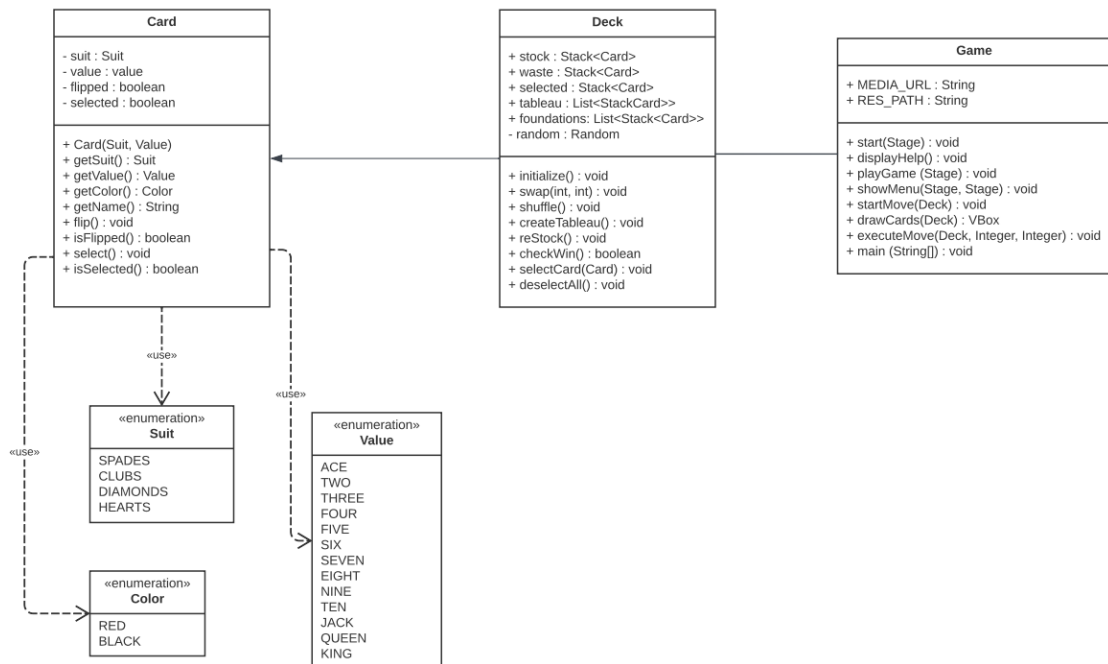 Card
- suit : Suit
- value : value
- flipped : boolean
- selected : boolean
+ Card(Suit, Value)
+ getSuit() : Suit
+ getValue() : Value
+ getColor() : Color
+ getName() : String
+ flip() : void
+ isFlipped() : boolean
+ select() : void
+ isSelected() : boolean
Deck
+ stock : Stack<Card>
+ waste : Stack<Card>
+ selected : Stack<Card>
+ tableau : List<StackCard>>
+ foundations: List<Stack<Card>>
- random : Random
+ initialize() : void
+ swap(int, int) : void
+ shuffle() : void
+ createTableau() : void
+ reStock() : void
+ checkWin() : boolean
+ selectCard(Card) : void
+ deselectAll() : void
Game
+ MEDIA_URL : String
+ RES_PATH : String
+ start(Stage) : void
+ displayHelp() : void
+ playGame (Stage) : void
+ showMenu(Stage, Stage) : void
+ startMove(Deck) : void
+ drawCards(Deck) : VBox
+ executeMove(Deck, Integer, Integer) : void
+ main (String[]) : void
«use»
«use»
«use»
«enumeration»
Suit
SPADES
CLUBS
DIAMONDS
HEARTS
«enumeration»
Color
RED
BLACK
«enumeration»
Value
ACE
TWO
THREE
FOUR
FIVE
SIX
SEVEN
EIGHT
NINE
TEN
JACK
QUEEN
KING